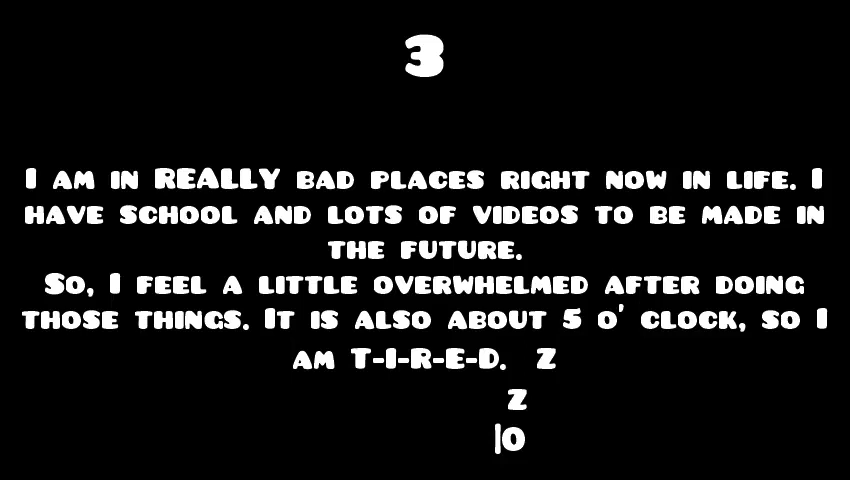 3
I AM IN REALLY BAD PLACES RIGHT NOW IN LIFE. I
HAVE SCHOOL AND LOTS OF VIDEOS TO BE MADE IN
THE FUTURE.
SO, I FEEL A LITTLE OVERWHELMED AFTER DOING
THOSE THINGS. IT IS ALSO ABOUT 5 O' CLOCK, SO I
AM T-I-R-E-D. Z
Z
|O